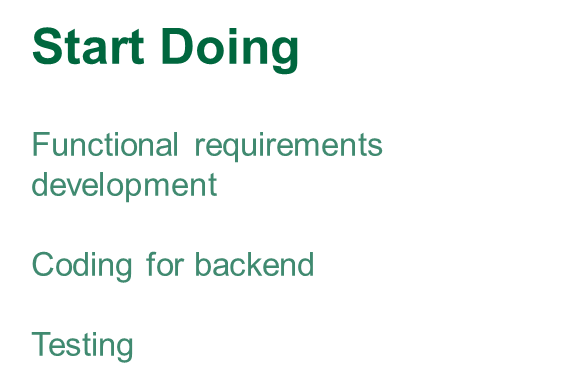 Start Doing
Functional requirements
development
Coding for backend
Testing